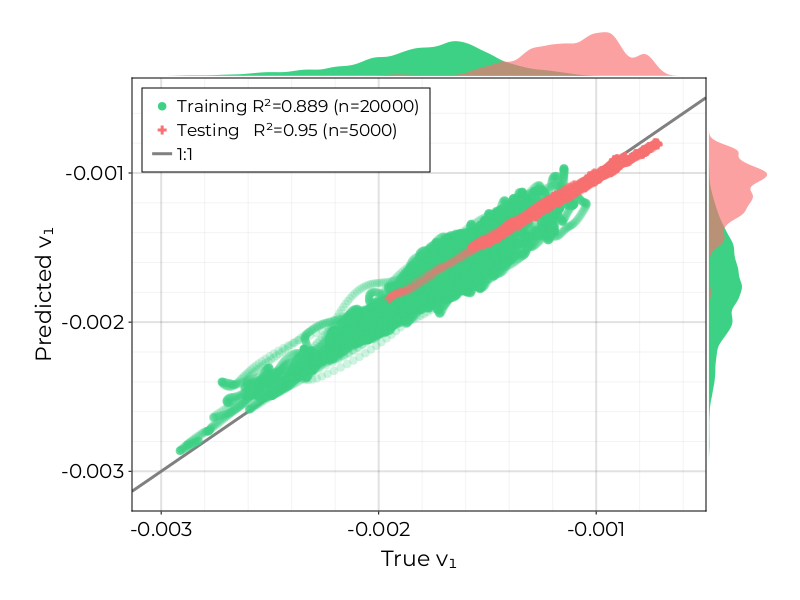 Training R²=0.889 (n=20000)
Testing R²=0.95 (n=5000)
1:1
-0.001
-0.002
-0.003
Predicted v₁
-0.003
-0.002
-0.001
True v₁